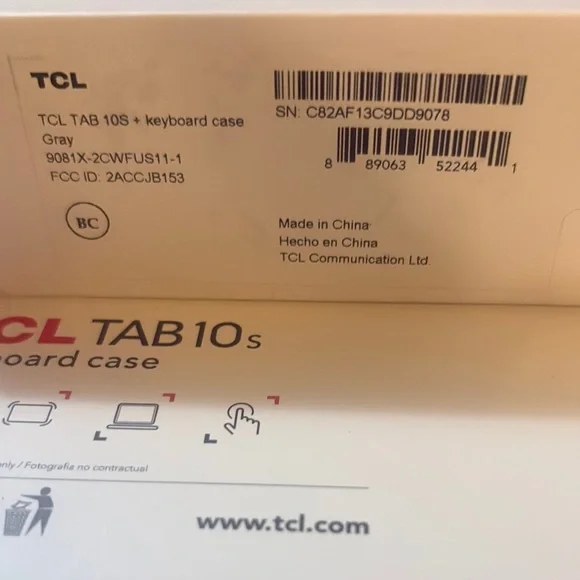 TCL
TCL TAB 10S + keyboard case
Gray
9081X-2CWFUS11-1
FCC ID: 2ACCJB153
BC
SN: C82AF13C9DD9078
8 89063 52244 1
Made in China
Hecho en China
TCL Communication Ltd.
CL TAB 10s
oard case
nly / Fotografía no contractual
www.tcl.com